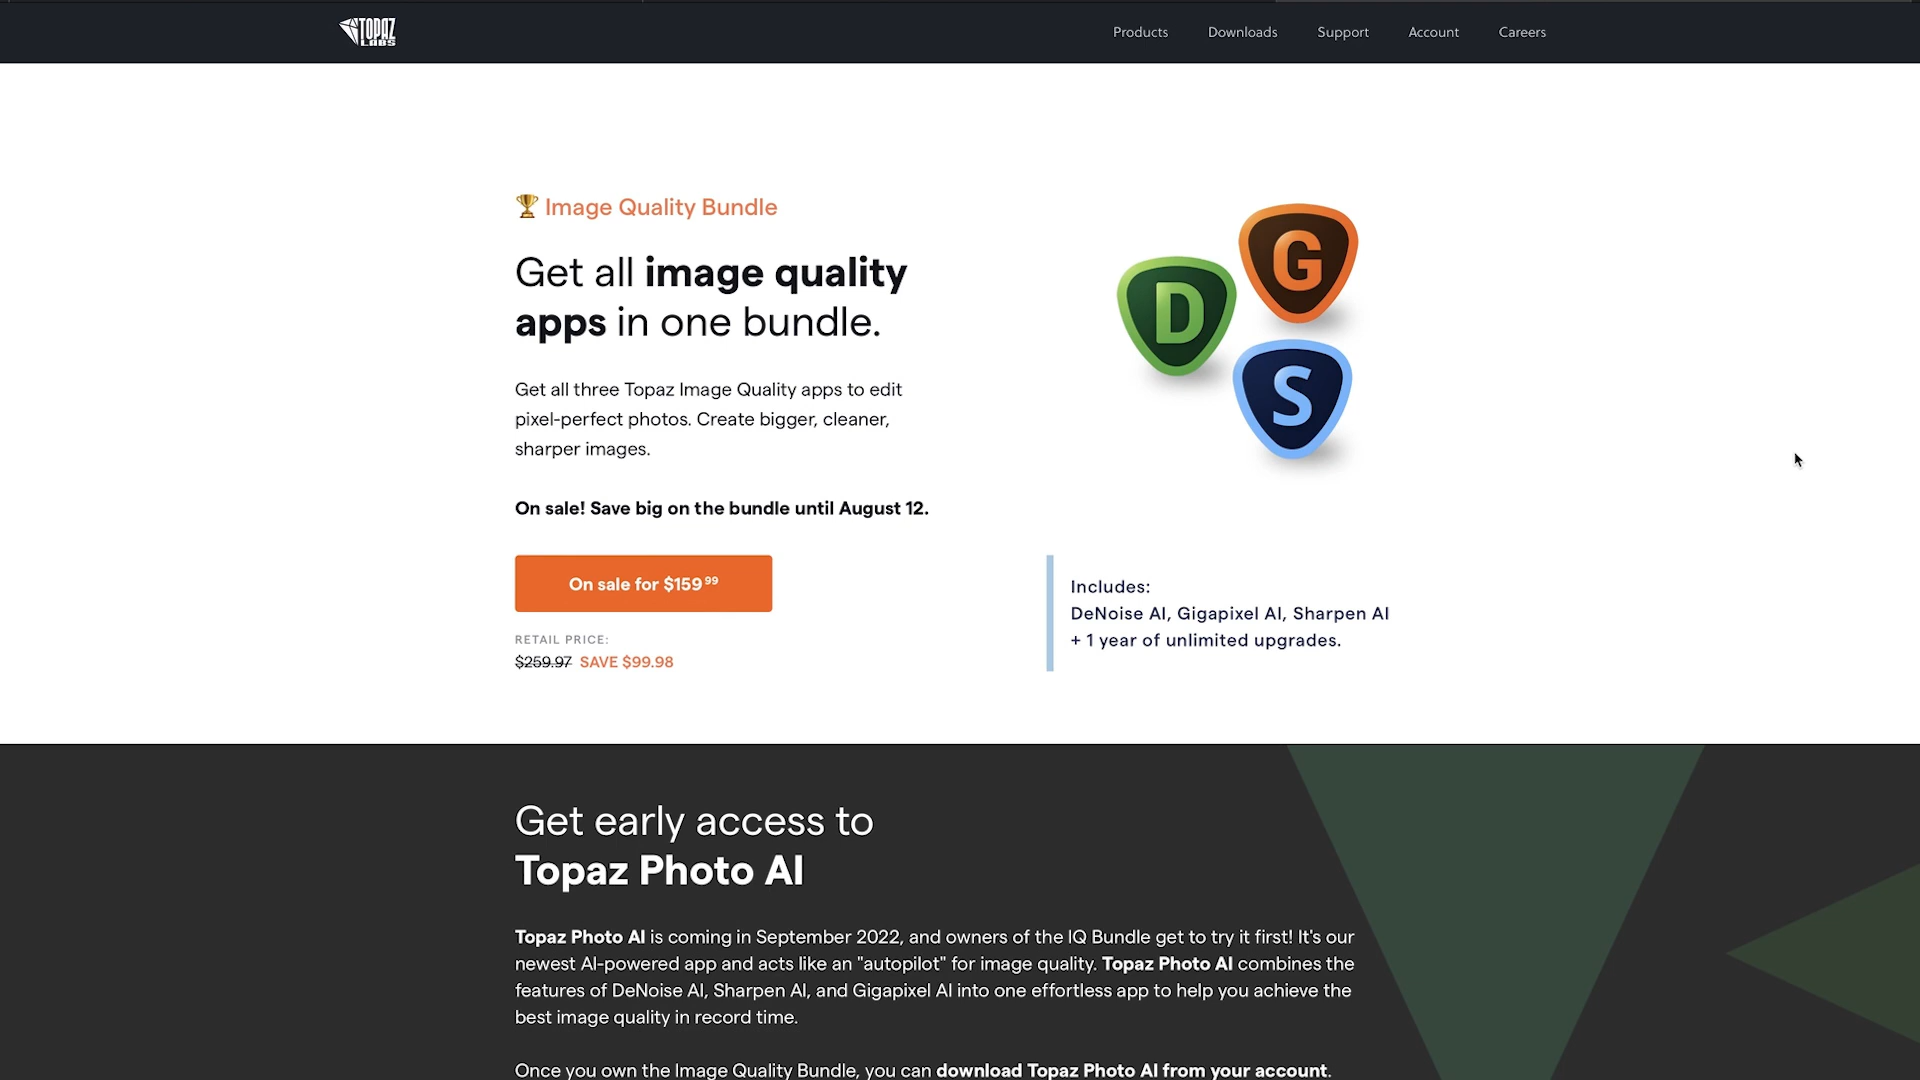 TOPAZ
LABS
Products
Downloads
Support
Account
Careers
Image Quality Bundle
Get all image quality
apps in one bundle.
Get all three Topaz Image Quality apps to edit
pixel-perfect photos. Create bigger, cleaner,
sharper images.
On sale! Save big on the bundle until August 12.
On sale for $159 99
RETAIL PRICE:
$259.97 SAVE $99.98
D
G
S
Includes:
DeNoise AI, Gigapixel AI, Sharpen AI
+ 1 year of unlimited upgrades.
Get early access to
Topaz Photo AI
Topaz Photo AI is coming in September 2022, and owners of the IQ Bundle get to try it first! It's our
newest AI-powered app and acts like an "autopilot" for image quality. Topaz Photo AI combines the
features of DeNoise AI, Sharpen AI, and Gigapixel AI into one effortless app to help you achieve the
best image quality in record time.
Once you own the Image Quality Bundle, you can download Topaz Photo AI from your account.